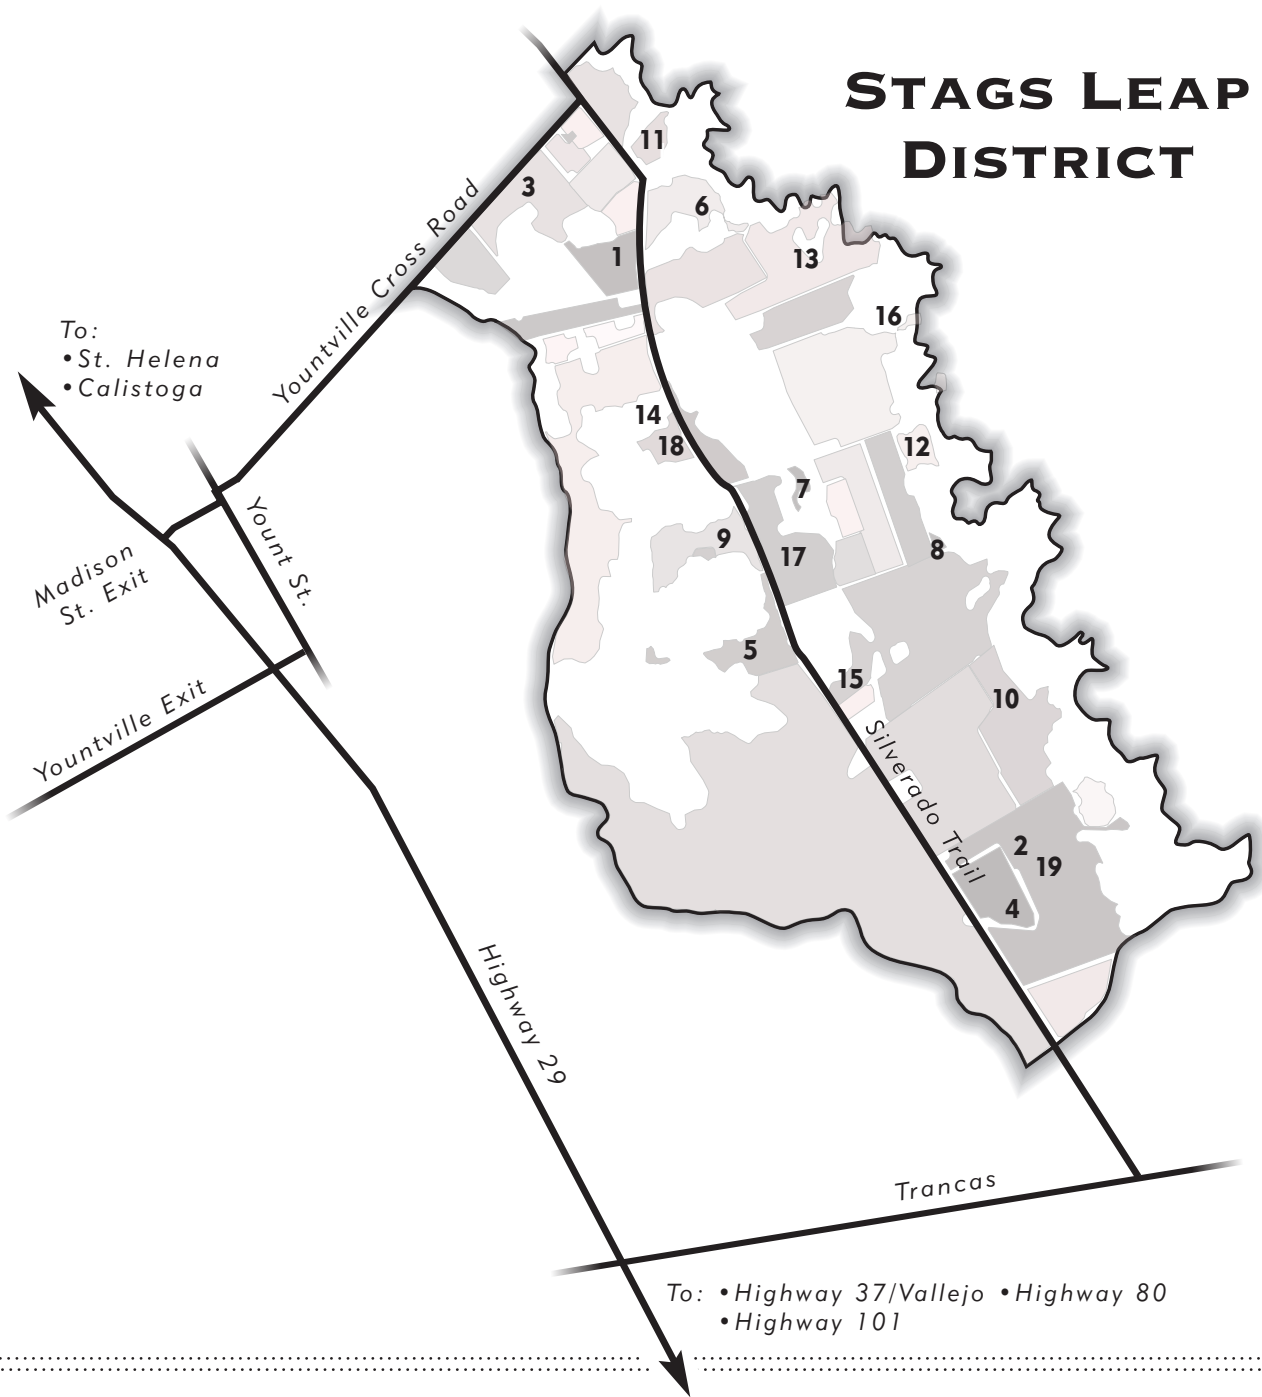 STAGS LEAP
DISTRICT
11
3
6
1
13
Yountville Cross Road
16
To:
•St. Helena
•Calistoga
14
18
12
7
Yount St.
9
17
8
Madison
St. Exit
5
15
10
Yountville Exit
Silverado Trail
2
19
4
Highway 29
Trancas
To: •Highway 37/Vallejo •Highway 80
•Highway 101